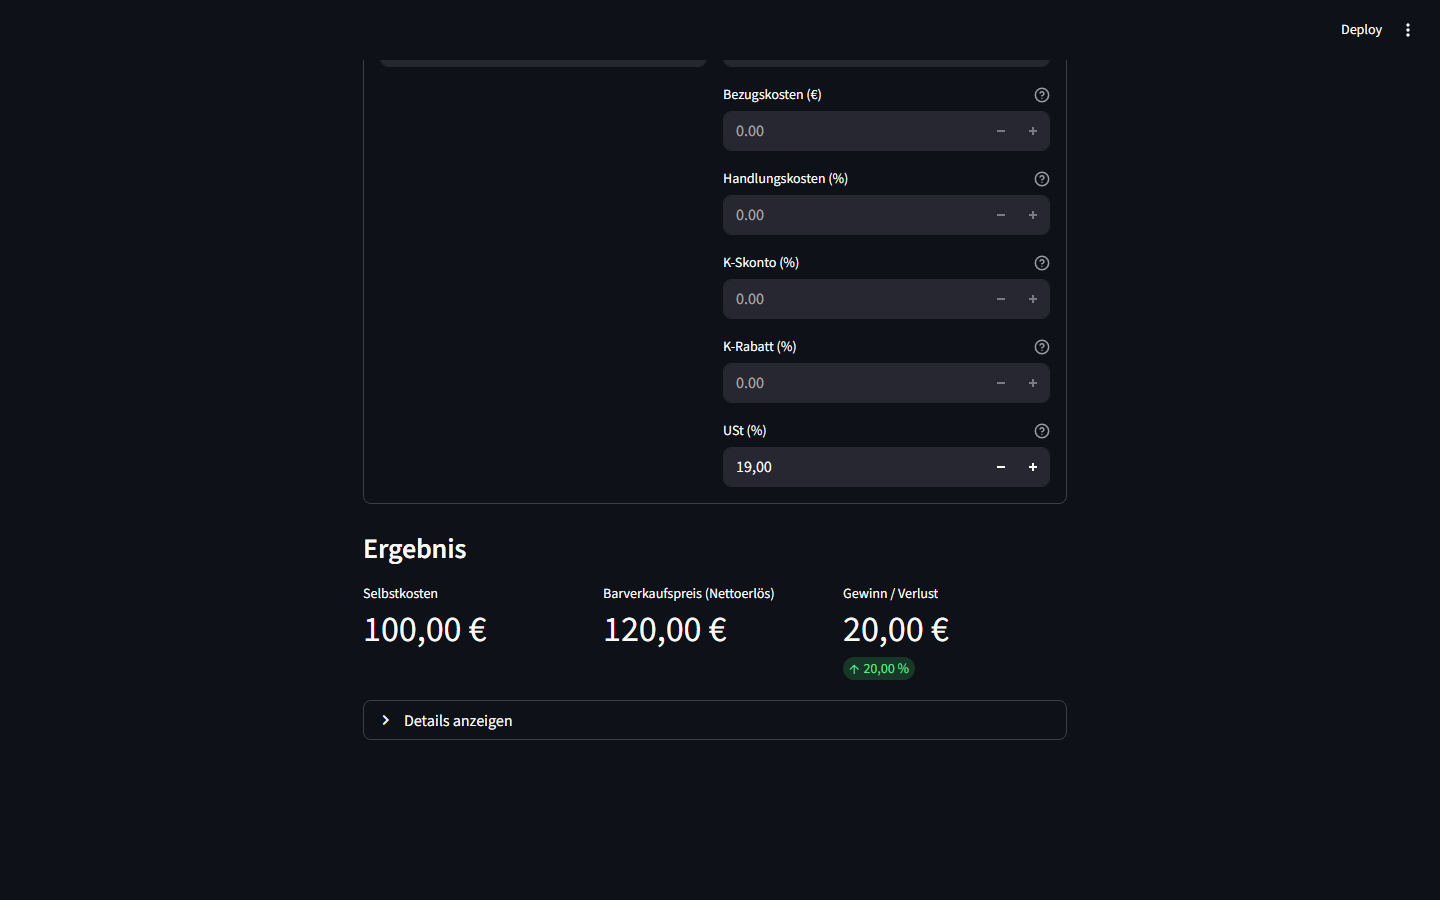 Deploy
Bezugskosten (€)
0.00
Handlungskosten (%)
0.00
K-Skonto (%)
0.00
K-Rabatt (%)
0.00
USt (%)
19,00
Ergebnis
Selbstkosten
100,00 €
Barverkaufspreis (Nettoerlös)
120,00 €
Gewinn / Verlust
20,00 €
↑ 20,00 %
Details anzeigen